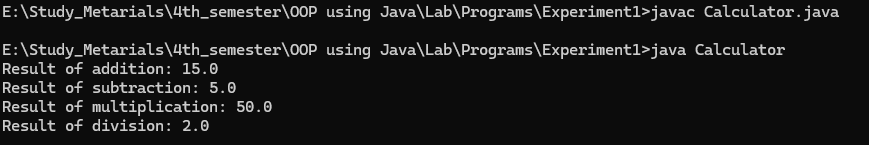 E:\Study_Metarials\4th_semester\OOP using Java\Lab\Programs\Experiment1>javac Calculator.java
E:\Study_Metarials\4th_semester\OOP using Java\Lab\Programs\Experiment1>java Calculator
Result of addition: 15.0
Result of subtraction: 5.0
Result of multiplication: 50.0
Result of division: 2.0